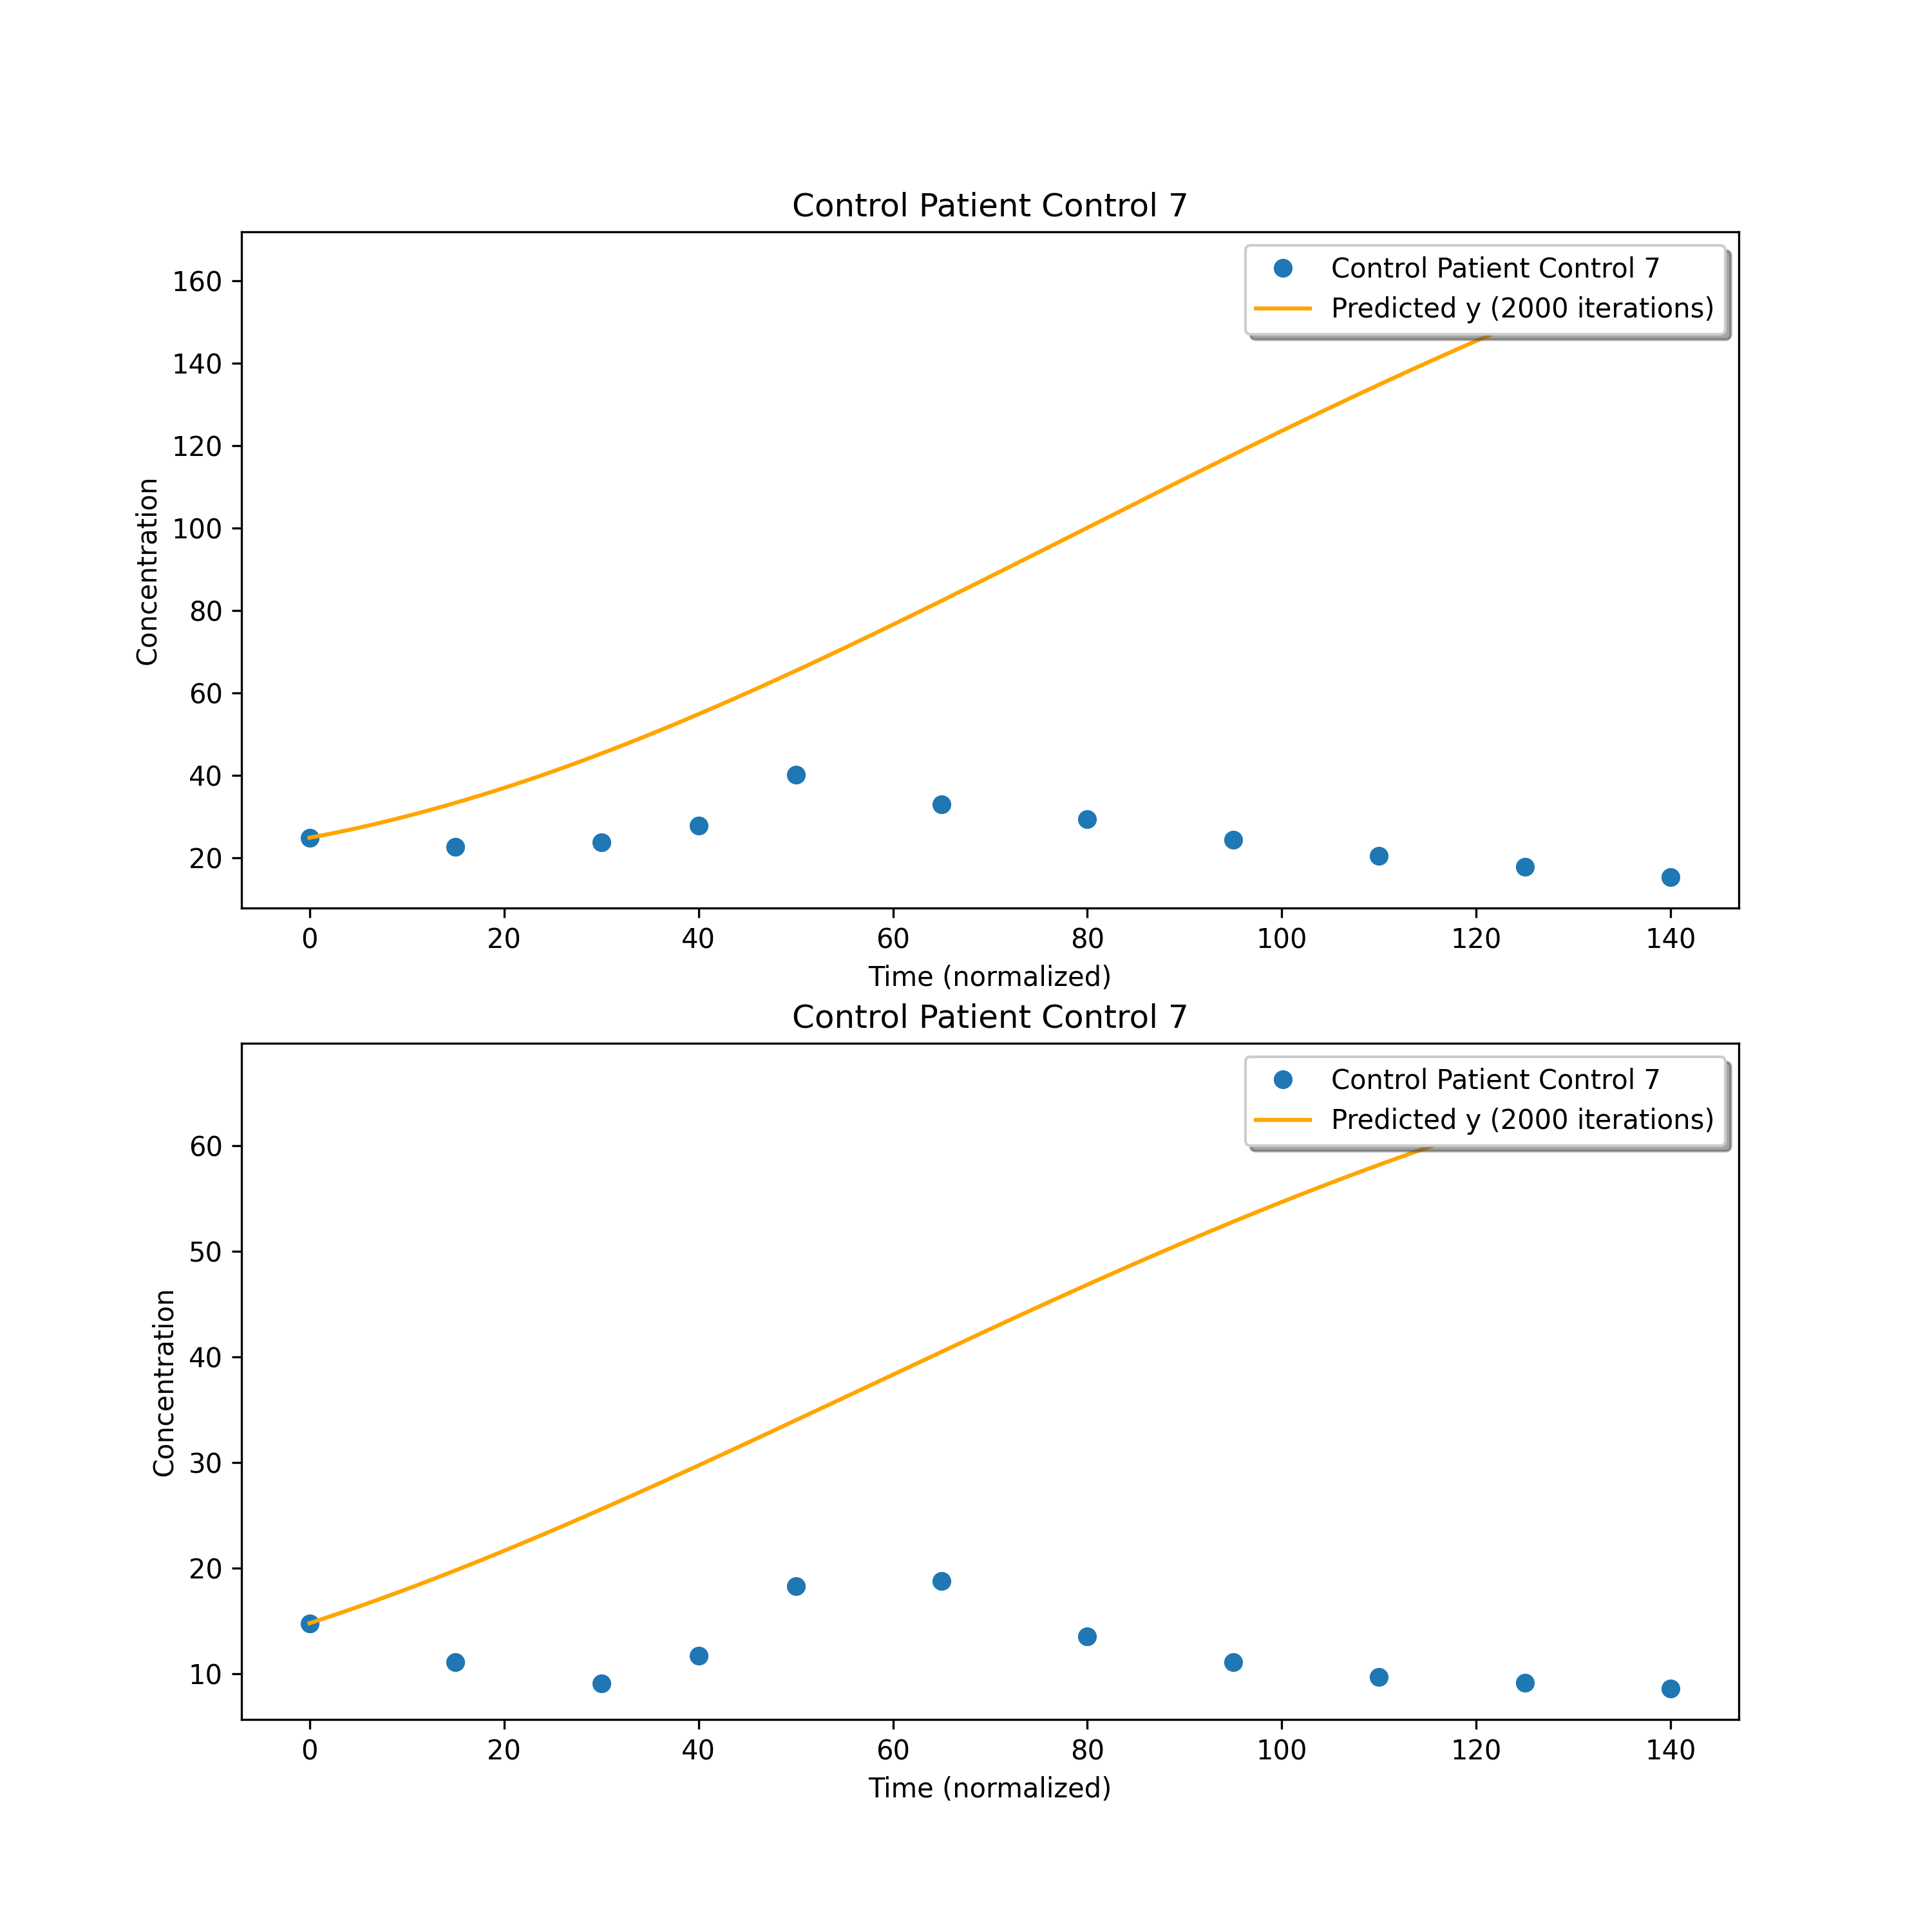 Control Patient Control 7
Control Patient Control 7
Predicted y (2000 iterations)
160
140
120
100
80
60
40
20
Concentration
0 20 40 60 80 100 120 140
Time (normalized)
Control Patient Control 7
Control Patient Control 7
Predicted y (2000 iterations)
60
50
40
30
20
10
Concentration
0 20 40 60 80 100 120 140
Time (normalized)